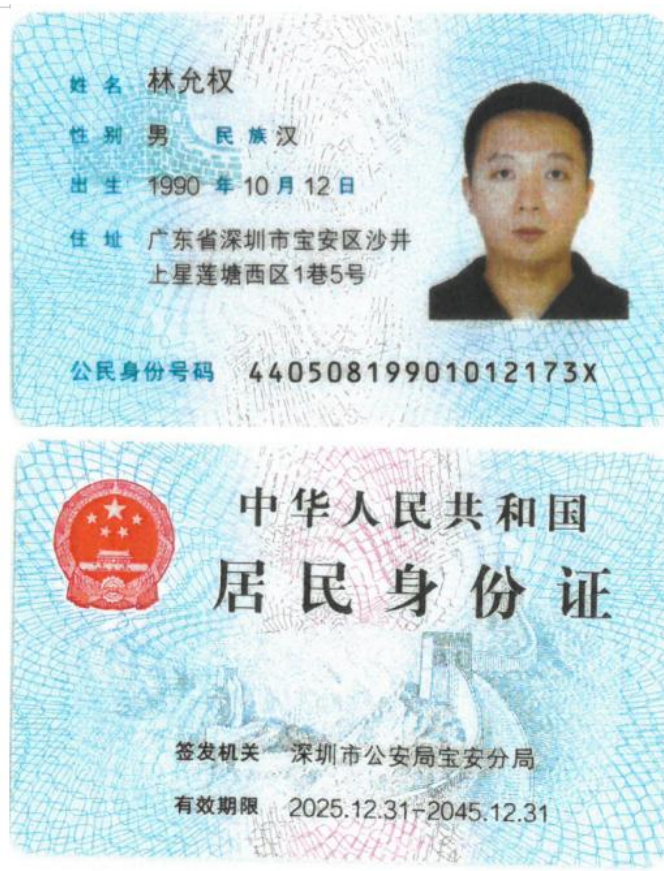 姓名 林允权
性别 男 民族 汉
出生 1990 年 10 月 12 日
住址 广东省深圳市宝安区沙井
上星莲塘西区1巷5号
公民身份号码 44050819901012173X
中华人民共和国
居民身份证
签发机关 深圳市公安局宝安分局
有效期限 2025.12.31-2045.12.31